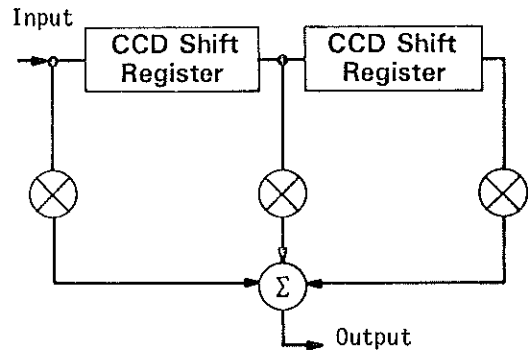 Input
CCD Shift
Register
CCD Shift
Register
Σ
Output